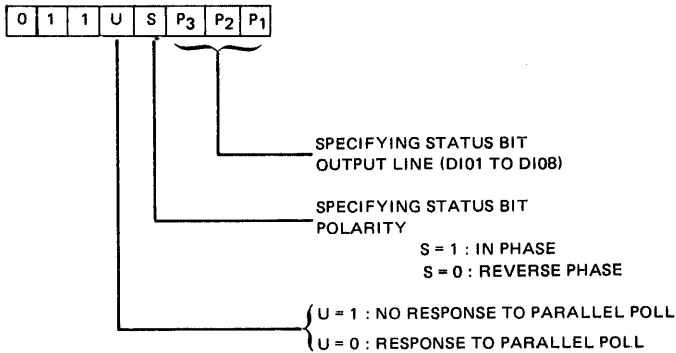 0 1 1 U S P3 P2 P1
SPECIFYING STATUS BIT
OUTPUT LINE (DI01 TO DI08)
SPECIFYING STATUS BIT
POLARITY
S = 1 : IN PHASE
S = 0 : REVERSE PHASE
U = 1 : NO RESPONSE TO PARALLEL POLL
U = 0 : RESPONSE TO PARALLEL POLL